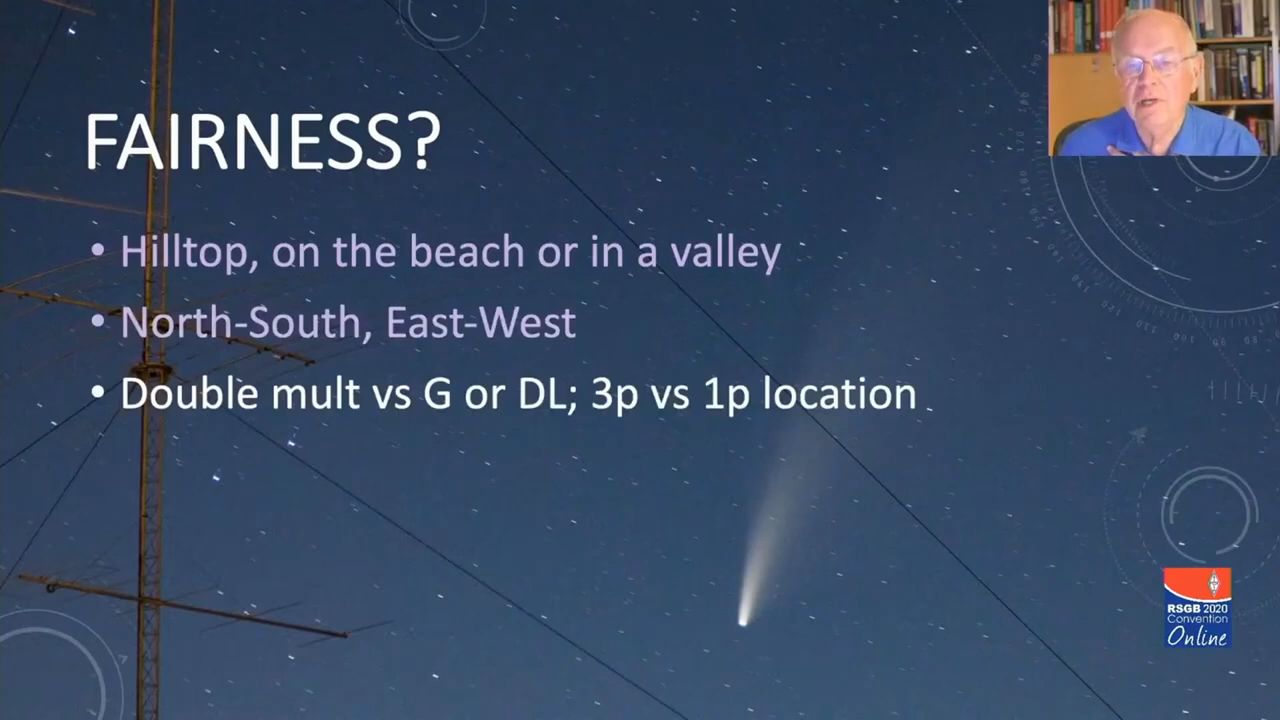 FAIRNESS?
• Hilltop, on the beach or in a valley
• North-South, East-West
• Double mult vs G or DL; 3p vs 1p location
RSGB 2020
Convention
Online